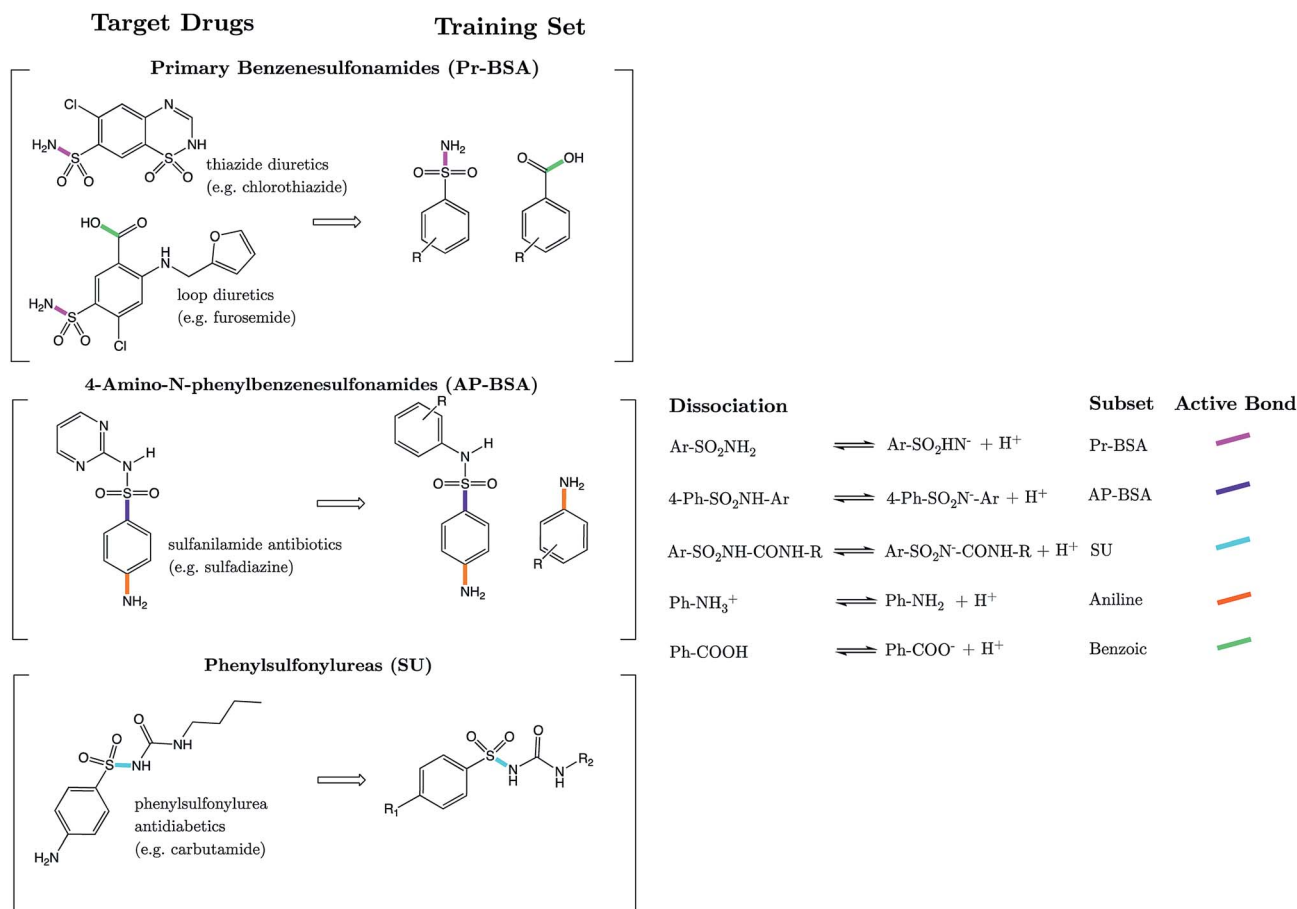 Target Drugs
Training Set
Primary Benzenesulfonamides (Pr-BSA)
Cl
N
H₂N
S
NH
S
O O
O O
thiazide diuretics
(e.g. chlorothiazide)
NH₂
O=S=O
R
O
OH
R
HO
O
H
N
O
H₂N
S
O O
Cl
loop diuretics
(e.g. furosemide)
4-Amino-N-phenylbenzenesulfonamides (AP-BSA)
N
N
N
H
O=S=O
NH₂
sulfanilamide antibiotics
(e.g. sulfadiazine)
R
N
H
O=S=O
NH₂
NH₂
R
Phenylsulfonylureas (SU)
O
O
O
S
NH
NH
H₂N
phenylsulfonylurea
antidiabetics
(e.g. carbutamide)
O O
O
S
N
H
N
H
R₂
R₁
Dissociation Subset Active Bond
Ar-SO₂NH₂ ⇌ Ar-SO₂HN⁻ + H⁺ Pr-BSA
4-Ph-SO₂NH-Ar ⇌ 4-Ph-SO₂N⁻-Ar + H⁺ AP-BSA
Ar-SO₂NH-CONH-R ⇌ Ar-SO₂N⁻-CONH-R + H⁺ SU
Ph-NH₃⁺ ⇌ Ph-NH₂ + H⁺ Aniline
Ph-COOH ⇌ Ph-COO⁻ + H⁺ Benzoic